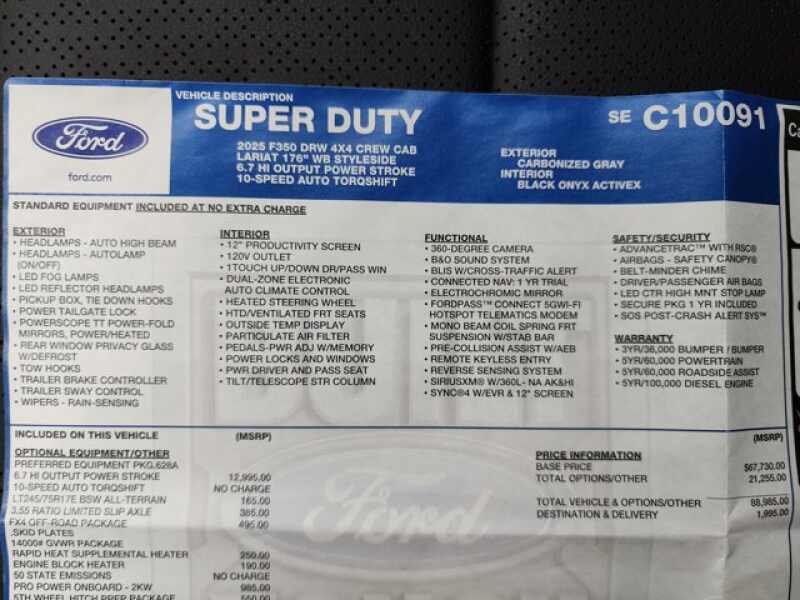 VEHICLE DESCRIPTION
SUPER DUTY
SE C10091
Ford
ford.com
2025 F350 DRW 4X4 CREW CAB
LARIAT 176" WB STYLESIDE
6.7 HI OUTPUT POWER STROKE
10-SPEED AUTO TORQSHIFT
EXTERIOR
CARBONIZED GRAY
INTERIOR
BLACK ONYX ACTIVEX
STANDARD EQUIPMENT INCLUDED AT NO EXTRA CHARGE
EXTERIOR
• HEADLAMPS - AUTO HIGH BEAM
• HEADLAMPS - AUTOLAMP
(ON/OFF)
• LED FOG LAMPS
• LED REFLECTOR HEADLAMPS
• PICKUP BOX, TIE DOWN HOOKS
• POWER TAILGATE LOCK
• POWERSCOPE TT POWER-FOLD
MIRRORS, POWER/HEATED
• REAR WINDOW PRIVACY GLASS
W/DEFROST
• TOW HOOKS
• TRAILER BRAKE CONTROLLER
• TRAILER SWAY CONTROL
• WIPERS - RAIN-SENSING
INTERIOR
• 12" PRODUCTIVITY SCREEN
• 120V OUTLET
• 1TOUCH UP/DOWN DR/PASS WIN
• DUAL-ZONE ELECTRONIC
AUTO CLIMATE CONTROL
• HEATED STEERING WHEEL
• HTD/VENTILATED FRT SEATS
• OUTSIDE TEMP DISPLAY
• PARTICULATE AIR FILTER
• PEDALS-PWR ADJ W/MEMORY
• POWER LOCKS AND WINDOWS
• PWR DRIVER AND PASS SEAT
• TILT/TELESCOPE STR COLUMN
FUNCTIONAL
• 360-DEGREE CAMERA
• B&O SOUND SYSTEM
• BLIS W/CROSS-TRAFFIC ALERT
• CONNECTED NAV: 1 YR TRIAL
• ELECTROCHROMIC MIRROR
• FORDPASS™ CONNECT 5GWI-FI
HOTSPOT TELEMATICS MODEM
• MONO BEAM COIL SPRING FRT
SUSPENSION W/STAB BAR
• PRE-COLLISION ASSIST W/AEB
• REMOTE KEYLESS ENTRY
• REVERSE SENSING SYSTEM
• SIRIUSXM® W/360L- NA AK&HI
• SYNC®4 W/EVR & 12" SCREEN
SAFETY/SECURITY
• ADVANCETRAC™ WITH RSC®
• AIRBAGS - SAFETY CANOPY®
• BELT-MINDER CHIME
• DRIVER/PASSENGER AIR BAGS
• LED CTR HIGH MNT STOP LAMP
• SECURE PKG 1 YR INCLUDED
• SOS POST-CRASH ALERT SYS™
WARRANTY
• 3YR/36,000 BUMPER / BUMPER
• 5YR/60,000 POWERTRAIN
• 5YR/60,000 ROADSIDE ASSIST
• 5YR/100,000 DIESEL ENGINE
INCLUDED ON THIS VEHICLE (MSRP)
OPTIONAL EQUIPMENT/OTHER
PREFERRED EQUIPMENT PKG.628A
6.7 HI OUTPUT POWER STROKE 12,995.00
10-SPEED AUTO TORQSHIFT NO CHARGE
LT245/75R17E BSW ALL-TERRAIN 165.00
3.55 RATIO LIMITED SLIP AXLE 385.00
FX4 OFF-ROAD PACKAGE 495.00
.SKID PLATES
14000# GVWR PACKAGE
RAPID HEAT SUPPLEMENTAL HEATER 250.00
ENGINE BLOCK HEATER 190.00
50 STATE EMISSIONS NO CHARGE
PRO POWER ONBOARD - 2KW 985.00
5TH WHEEL HITCH PREP PACKAGE 550.00
(MSRP)
PRICE INFORMATION
BASE PRICE $67,730.00
TOTAL OPTIONS/OTHER 21,255.00
TOTAL VEHICLE & OPTIONS/OTHER 88,985.00
DESTINATION & DELIVERY 1,995.00
Ford